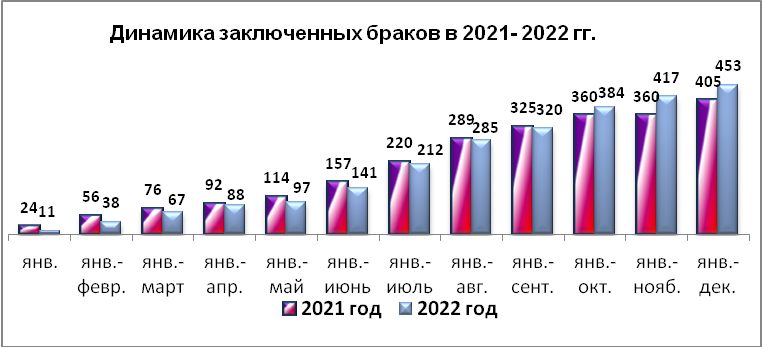 Динамика заключенных браков в 2021- 2022 гг.
24 11 56 38 76 67 92 88 114 97 157 141 220 212 289 285 325 320 360 384 360 417 405 453
янв. янв.- янв.- янв.- янв.- янв.- янв.- янв.- янв.- янв.- янв.- янв.-
февр. март апр. май июнь июль авг. сент. окт. нояб. дек.
2021 год 2022 год